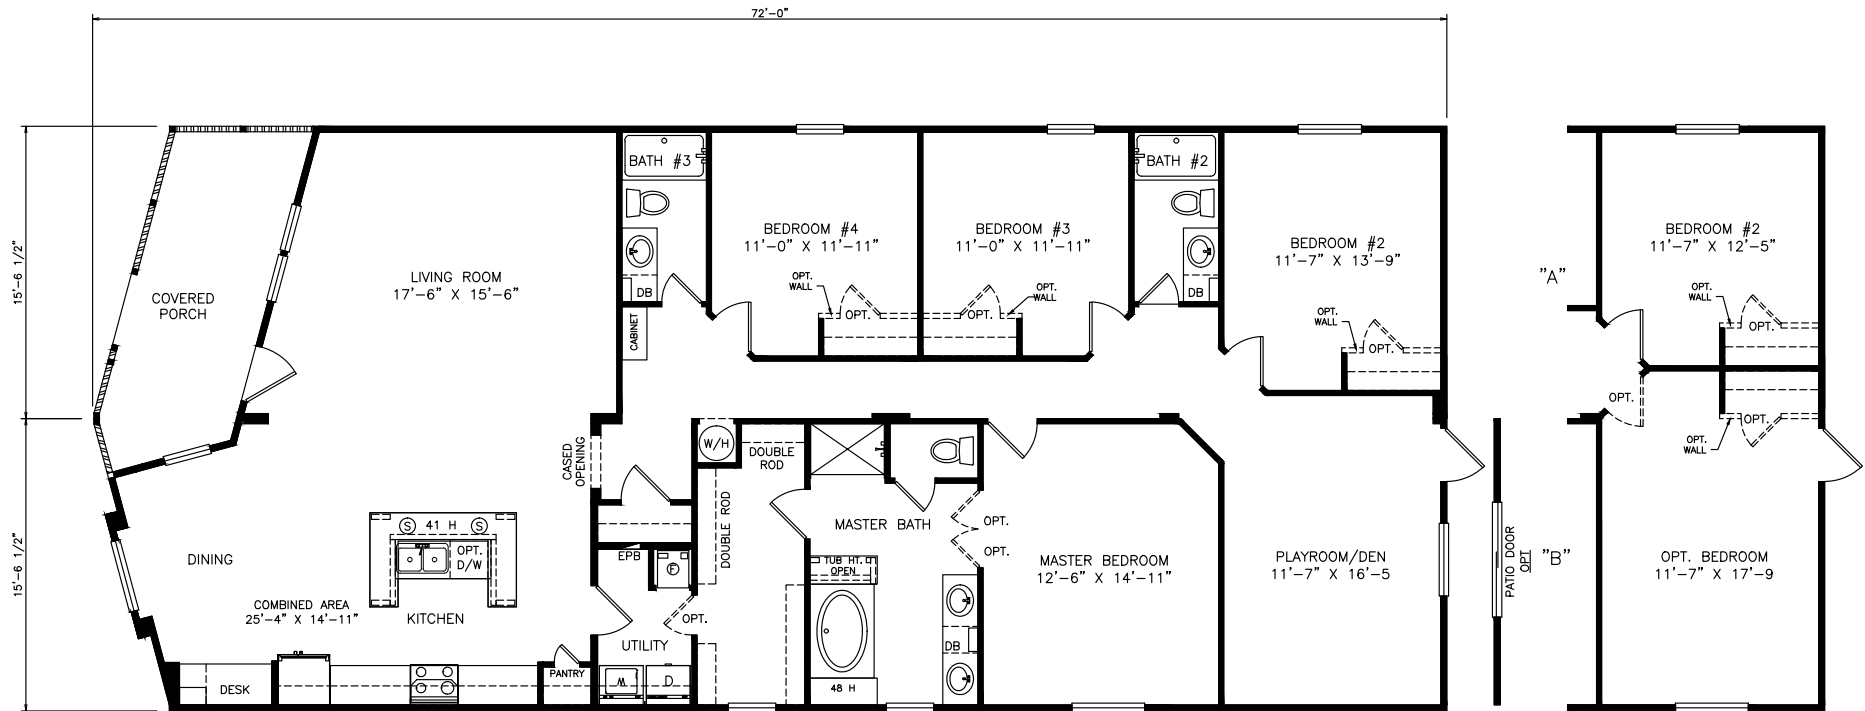 72'-0"
15'-6 1/2"
15'-6 1/2"
COVERED
PORCH
LIVING ROOM
17'-6" X 15'-6"
BATH #3
DB
CABINET
BEDROOM #4
11'-0" X 11'-11"
OPT.
WALL
OPT.
BEDROOM #3
11'-0" X 11'-11"
OPT.
WALL
OPT.
BATH #2
DB
BEDROOM #2
11'-7" X 13'-9"
OPT.
WALL
OPT.
"A"
BEDROOM #2
11'-7" X 12'-5"
OPT.
WALL
OPT.
OPT.
OPT.
OPT.
WALL
CASED
OPENING
W/H
DOUBLE
ROD
DOUBLE ROD
MASTER BATH
OPT.
OPT.
TUB HT.
OPEN
DB
48 H
MASTER BEDROOM
12'-6" X 14'-11"
PLAYROOM/DEN
11'-7" X 16'-5
PATIO DOOR
OPT
"B"
OPT. BEDROOM
11'-7" X 17'-9
DINING
S 41 H S
OPT.
D/W
COMBINED AREA
25'-4" X 14'-11"
KITCHEN
EPB
F
OPT.
UTILITY
W
D
PANTRY
DESK